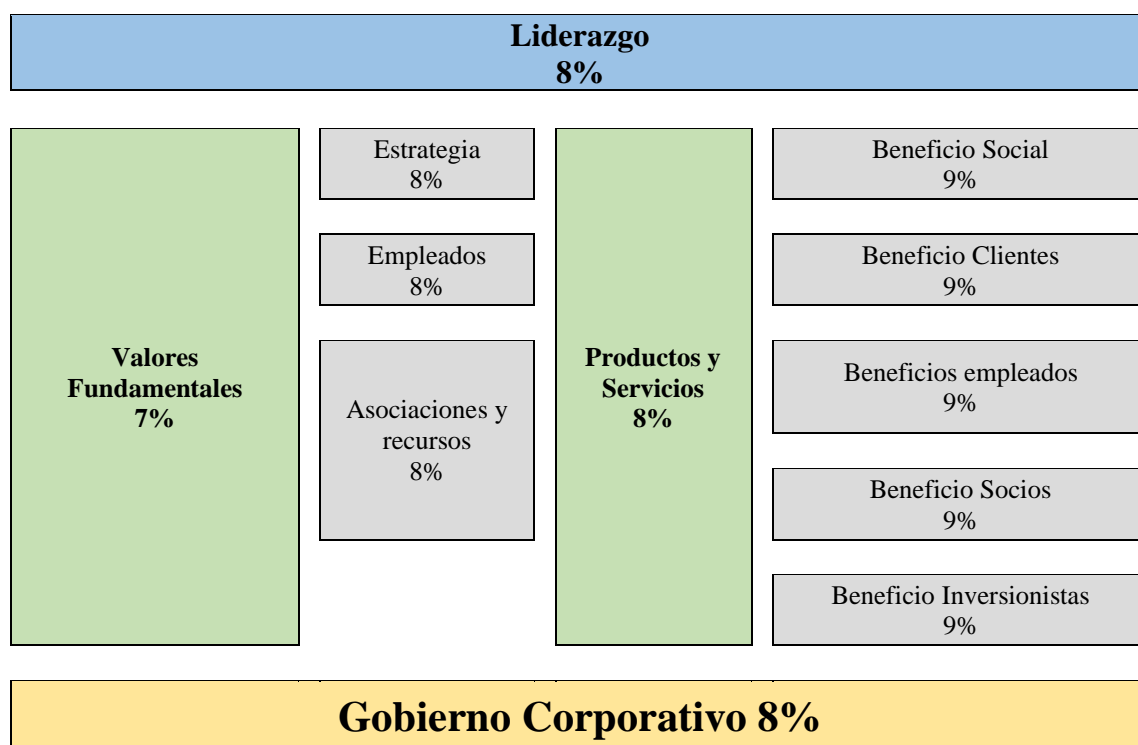 Liderazgo
8%
Valores
Fundamentales
7%
Estrategia
8%
Empleados
8%
Asociaciones y
recursos
8%
Productos y
Servicios
8%
Beneficio Social
9%
Beneficio Clientes
9%
Beneficios empleados
9%
Beneficio Socios
9%
Beneficio Inversionistas
9%
Gobierno Corporativo 8%